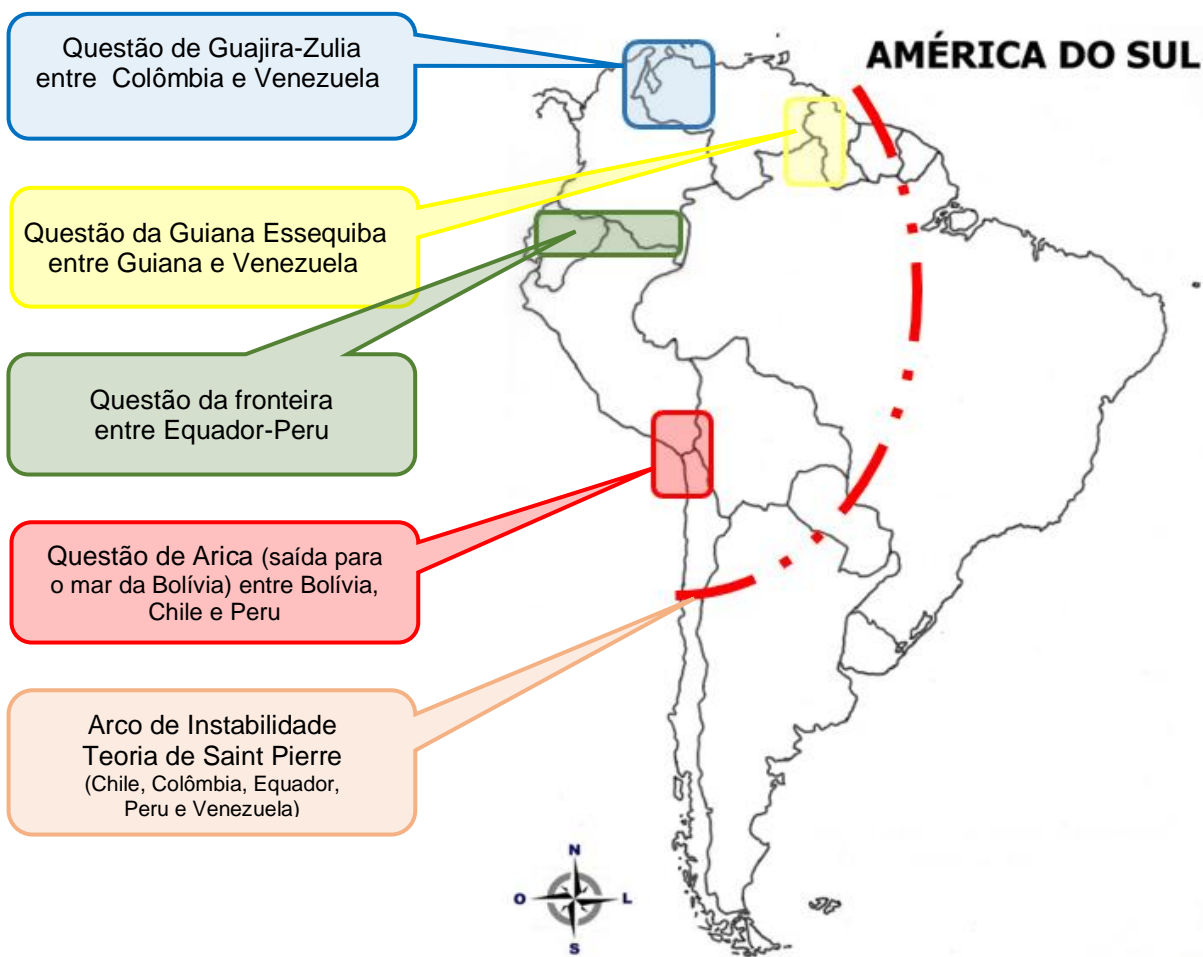 AMÉRICA DO SUL
Questão de Guajira-Zulia
entre Colômbia e Venezuela
Questão da Guiana Essequiba
entre Guiana e Venezuela
Questão da fronteira
entre Equador-Peru
Questão de Arica (saída para
o mar da Bolívia) entre Bolívia,
Chile e Peru
Arco de Instabilidade
Teoria de Saint Pierre
(Chile, Colômbia, Equador,
Peru e Venezuela)
N
O
L
S